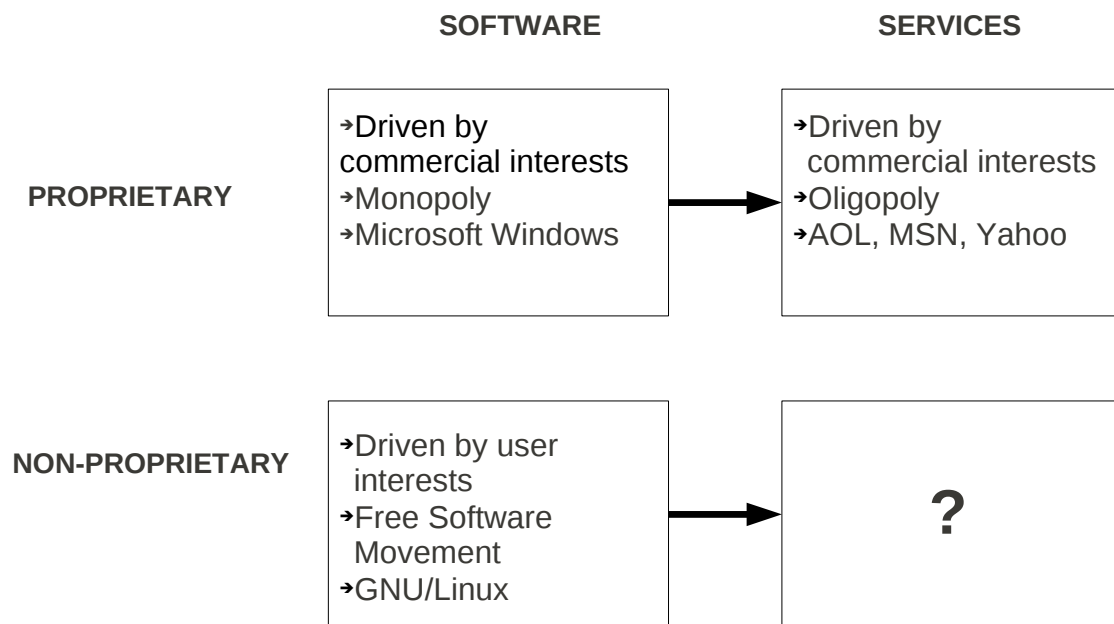 SOFTWARE
SERVICES
PROPRIETARY
➔Driven by
commercial interests
➔Monopoly
➔Microsoft Windows
➔Driven by
commercial interests
➔Oligopoly
➔AOL, MSN, Yahoo
NON-PROPRIETARY
➔Driven by user
interests
➔Free Software
Movement
➔GNU/Linux
?